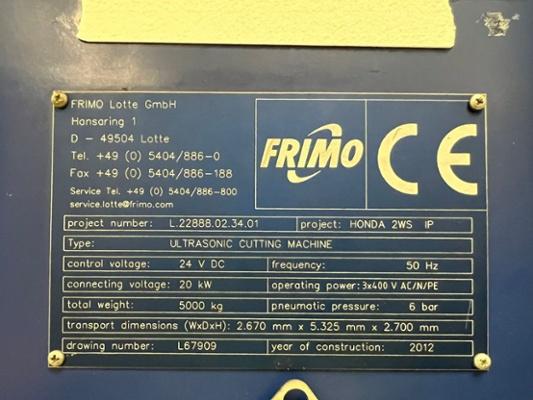 FRIMO Lotte GmbH
Hansaring 1
D - 49504 Lotte
Tel. +49 (0) 5404/886-0
Fax +49 (0) 5404/886-188
Service Tel. +49 (0) 5404/886-800
service.lotte@frimo.com
FRIMO
CE
project number: L.22888.02.34.01 project: HONDA 2WS IP
Type: ULTRASONIC CUTTING MACHINE
control voltage: 24 V DC frequency: 50 Hz
connecting voltage: 20 kW operating power: 3x400 V AC/N/PE
total weight: 5000 kg pneumatic pressure: 6 bar
transport dimensions (WxDxH): 2.670 mm x 5.325 mm x 2.700 mm
drawing number: L67909 year of construction: 2012